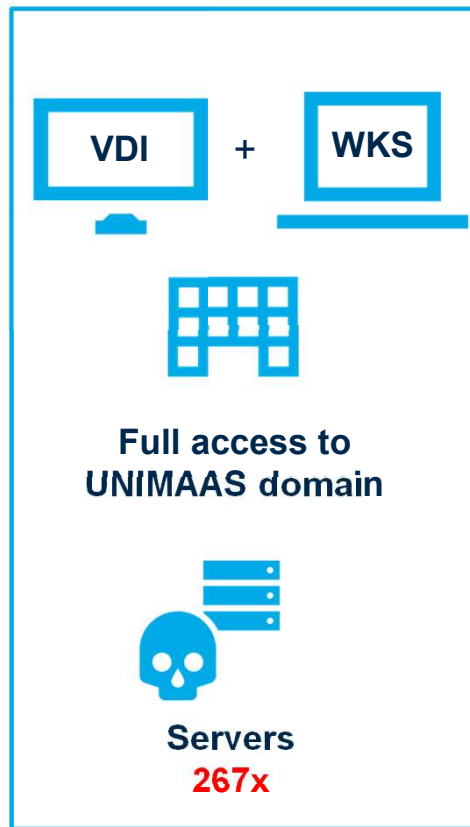 VDI + WKS
Full access to
UNIMAAS domain
Servers
267x